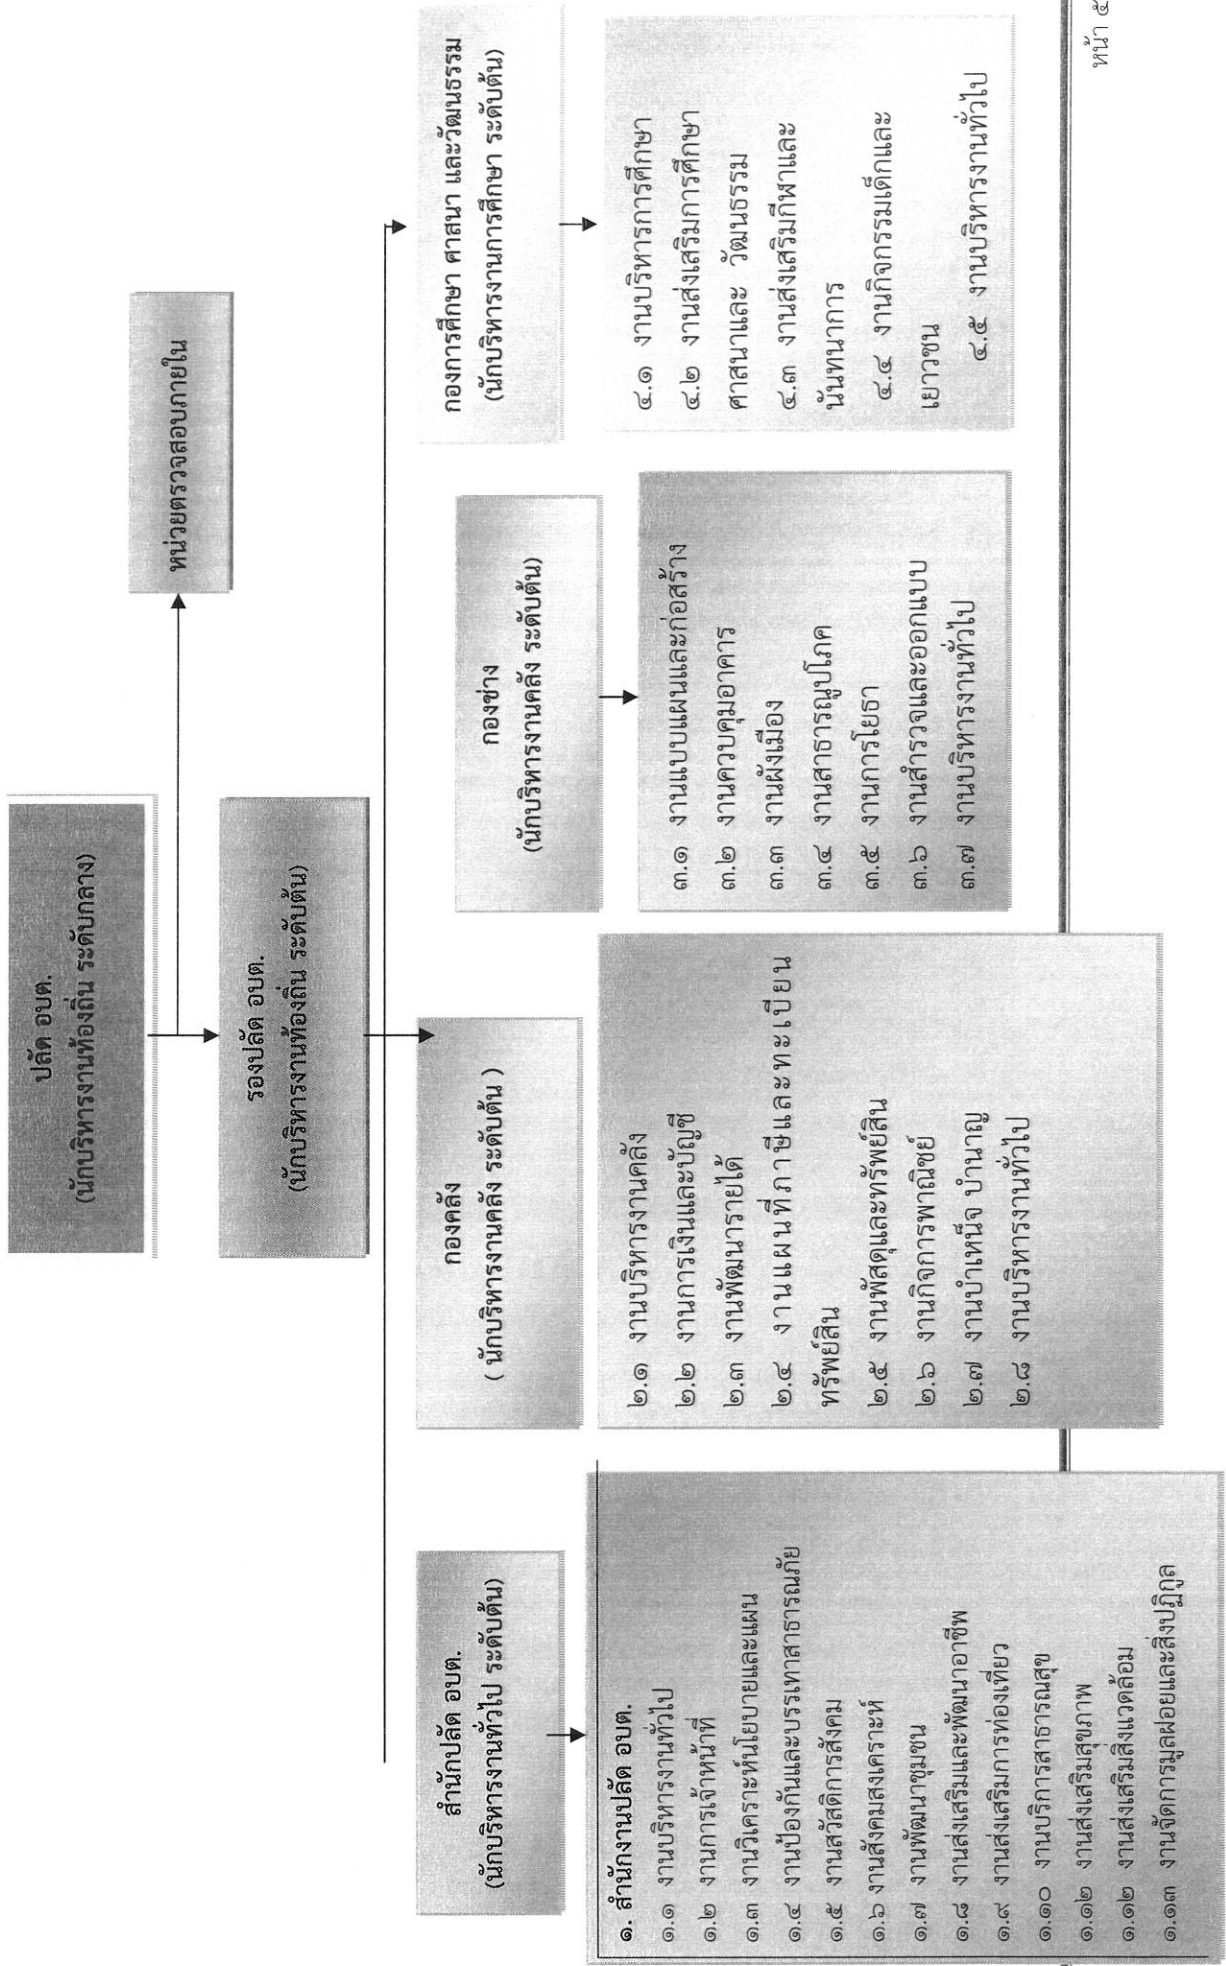 ปลัด อบต.
(นักบริหารงานท้องถิ่น ระดับกลาง)
หน่วยตรวจสอบภายใน
รองปลัด อบต.
(นักบริหารงานท้องถิ่น ระดับต้น)
สำนักปลัด อบต.
(นักบริหารงานทั่วไป ระดับต้น)
๑. สำนักงานปลัด อบต.
๑.๑ งานบริหารงานทั่วไป
๑.๒ งานการเจ้าหน้าที่
๑.๓ งานวิเคราะห์นโยบายและแผน
๑.๔ งานป้องกันและบรรเทาสาธารณภัย
๑.๕ งานสวัสดิการสังคม
๑.๖ งานสังคมสงเคราะห์
๑.๗ งานพัฒนาชุมชน
๑.๘ งานส่งเสริมและพัฒนาอาชีพ
๑.๙ งานส่งเสริมการท่องเที่ยว
๑.๑๐ งานบริการสาธารณสุข
๑.๑๒ งานส่งเสริมสุขภาพ
๑.๑๒ งานส่งเสริมสิ่งแวดล้อม
๑.๑๓ งานจัดการมูลฝอยและสิ่งปฏิกูล
กองคลัง
( นักบริหารงานคลัง ระดับต้น )
๒.๑ งานบริหารงานคลัง
๒.๒ งานการเงินและบัญชี
๒.๓ งานพัฒนารายได้
๒.๔ งานแผนที่ภาษีและทะเบียน
ทรัพย์สิน
๒.๕ งานพัสดุและทรัพย์สิน
๒.๖ งานกิจการพาณิชย์
๒.๗ งานบำเหน็จ บำนาญ
๒.๘ งานบริหารงานทั่วไป
กองช่าง
(นักบริหารงานคลัง ระดับต้น)
๓.๑ งานแบบแผนและก่อสร้าง
๓.๒ งานควบคุมอาคาร
๓.๓ งานผังเมือง
๓.๔ งานสาธารณูปโภค
๓.๕ งานการโยธา
๓.๖ งานสำรวจและออกแบบ
๓.๗ งานบริหารงานทั่วไป
กองการศึกษา ศาสนา และวัฒนธรรม
(นักบริหารงานการศึกษา ระดับต้น)
๔.๑ งานบริหารการศึกษา
๔.๒ งานส่งเสริมการศึกษา
ศาสนาและ วัฒนธรรม
๔.๓ งานส่งเสริมกีฬาและ
นันทนาการ
๔.๔ งานกิจกรรมเด็กและ
เยาวชน
๔.๕ งานบริหารงานทั่วไป
หน้า ๕